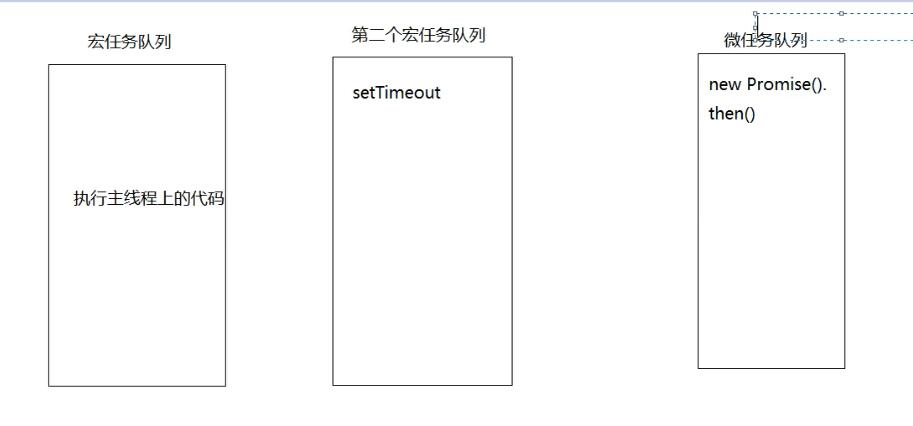 宏任务队列
执行主线程上的代码
第二个宏任务队列
setTimeout
微任务队列
new Promise().
then()